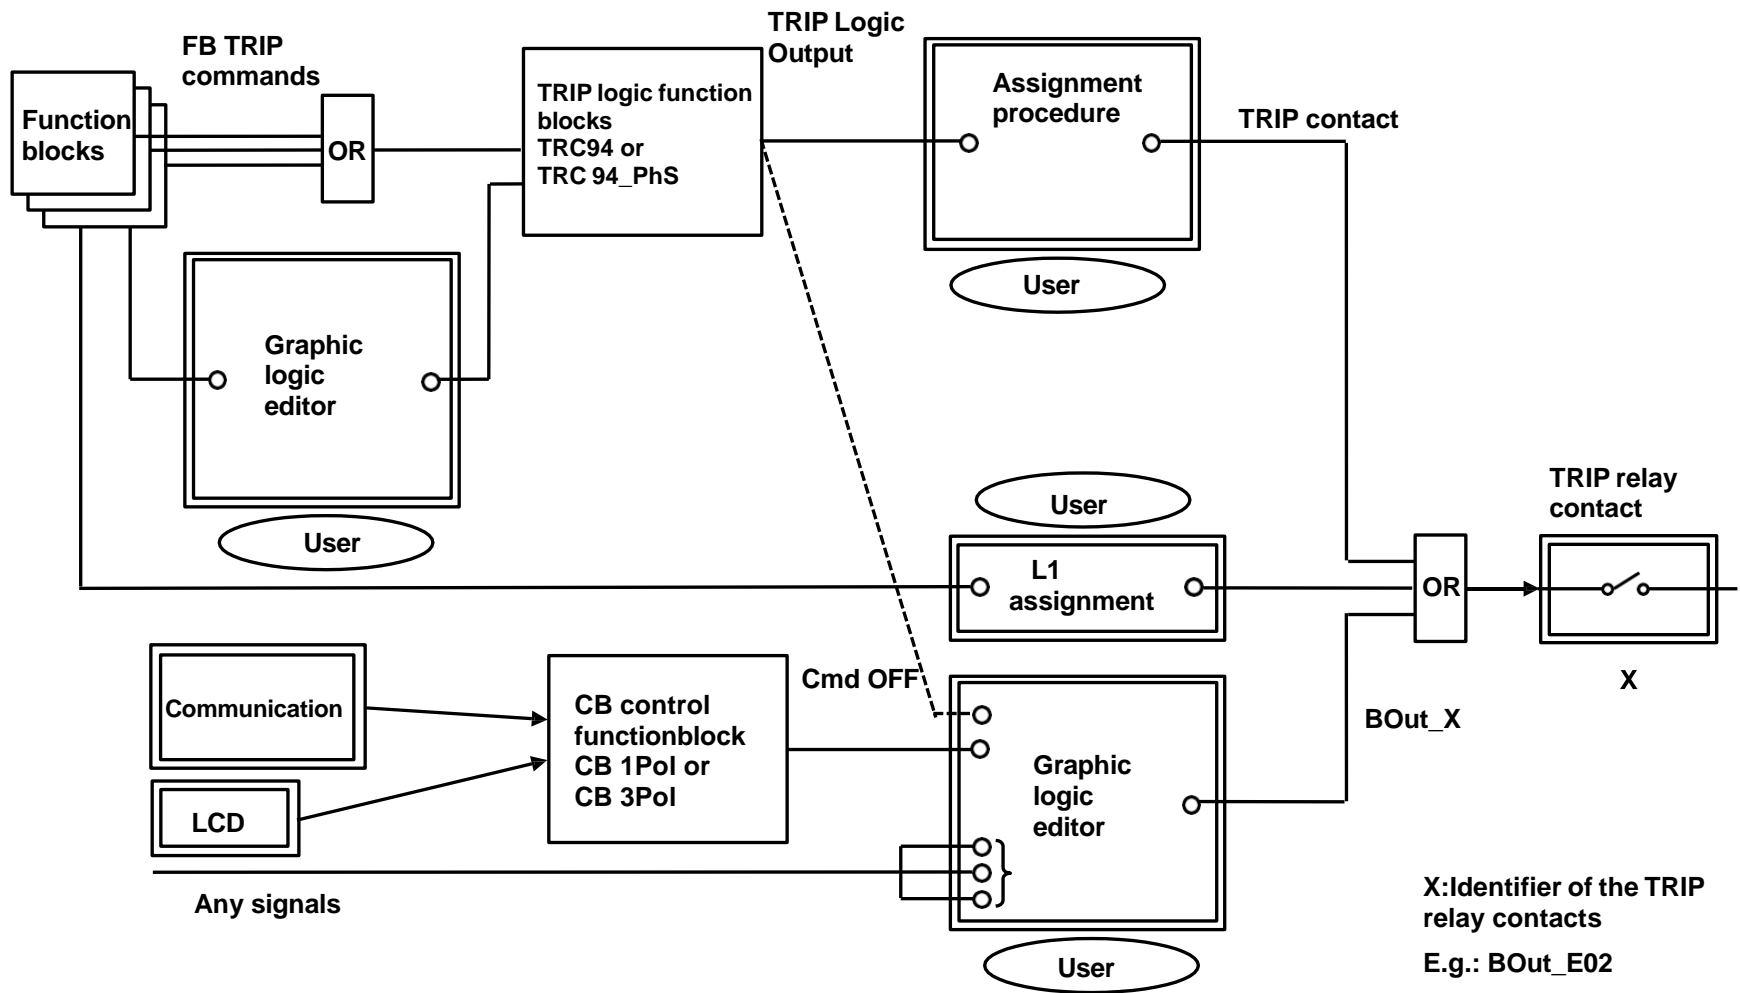 FB TRIP
commands
TRIP Logic
Output
Function
blocks
OR
TRIP logic function
blocks
TRC94 or
TRC 94_PhS
Assignment
procedure
TRIP contact
User
Graphic
logic
editor
User
User
L1
assignment
OR
TRIP relay
contact
X
Communication
LCD
CB control
functionblock
CB 1Pol or
CB 3Pol
Cmd OFF
Graphic
logic
editor
BOut_X
Any signals
User
X:Identifier of the TRIP
relay contacts
E.g.: BOut_E02